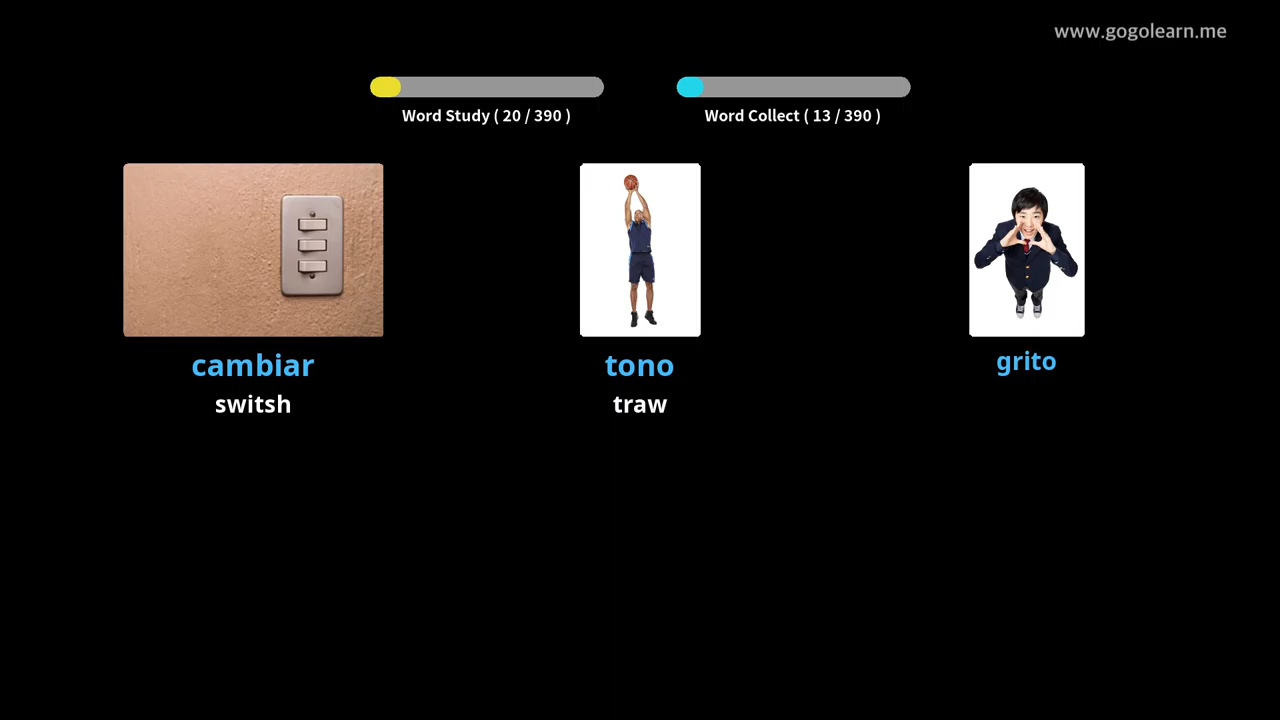 www.gogolearn.me
Word Study ( 20 / 390 )
Word Collect ( 13 / 390 )
cambiar
switsh
tono
traw
grito